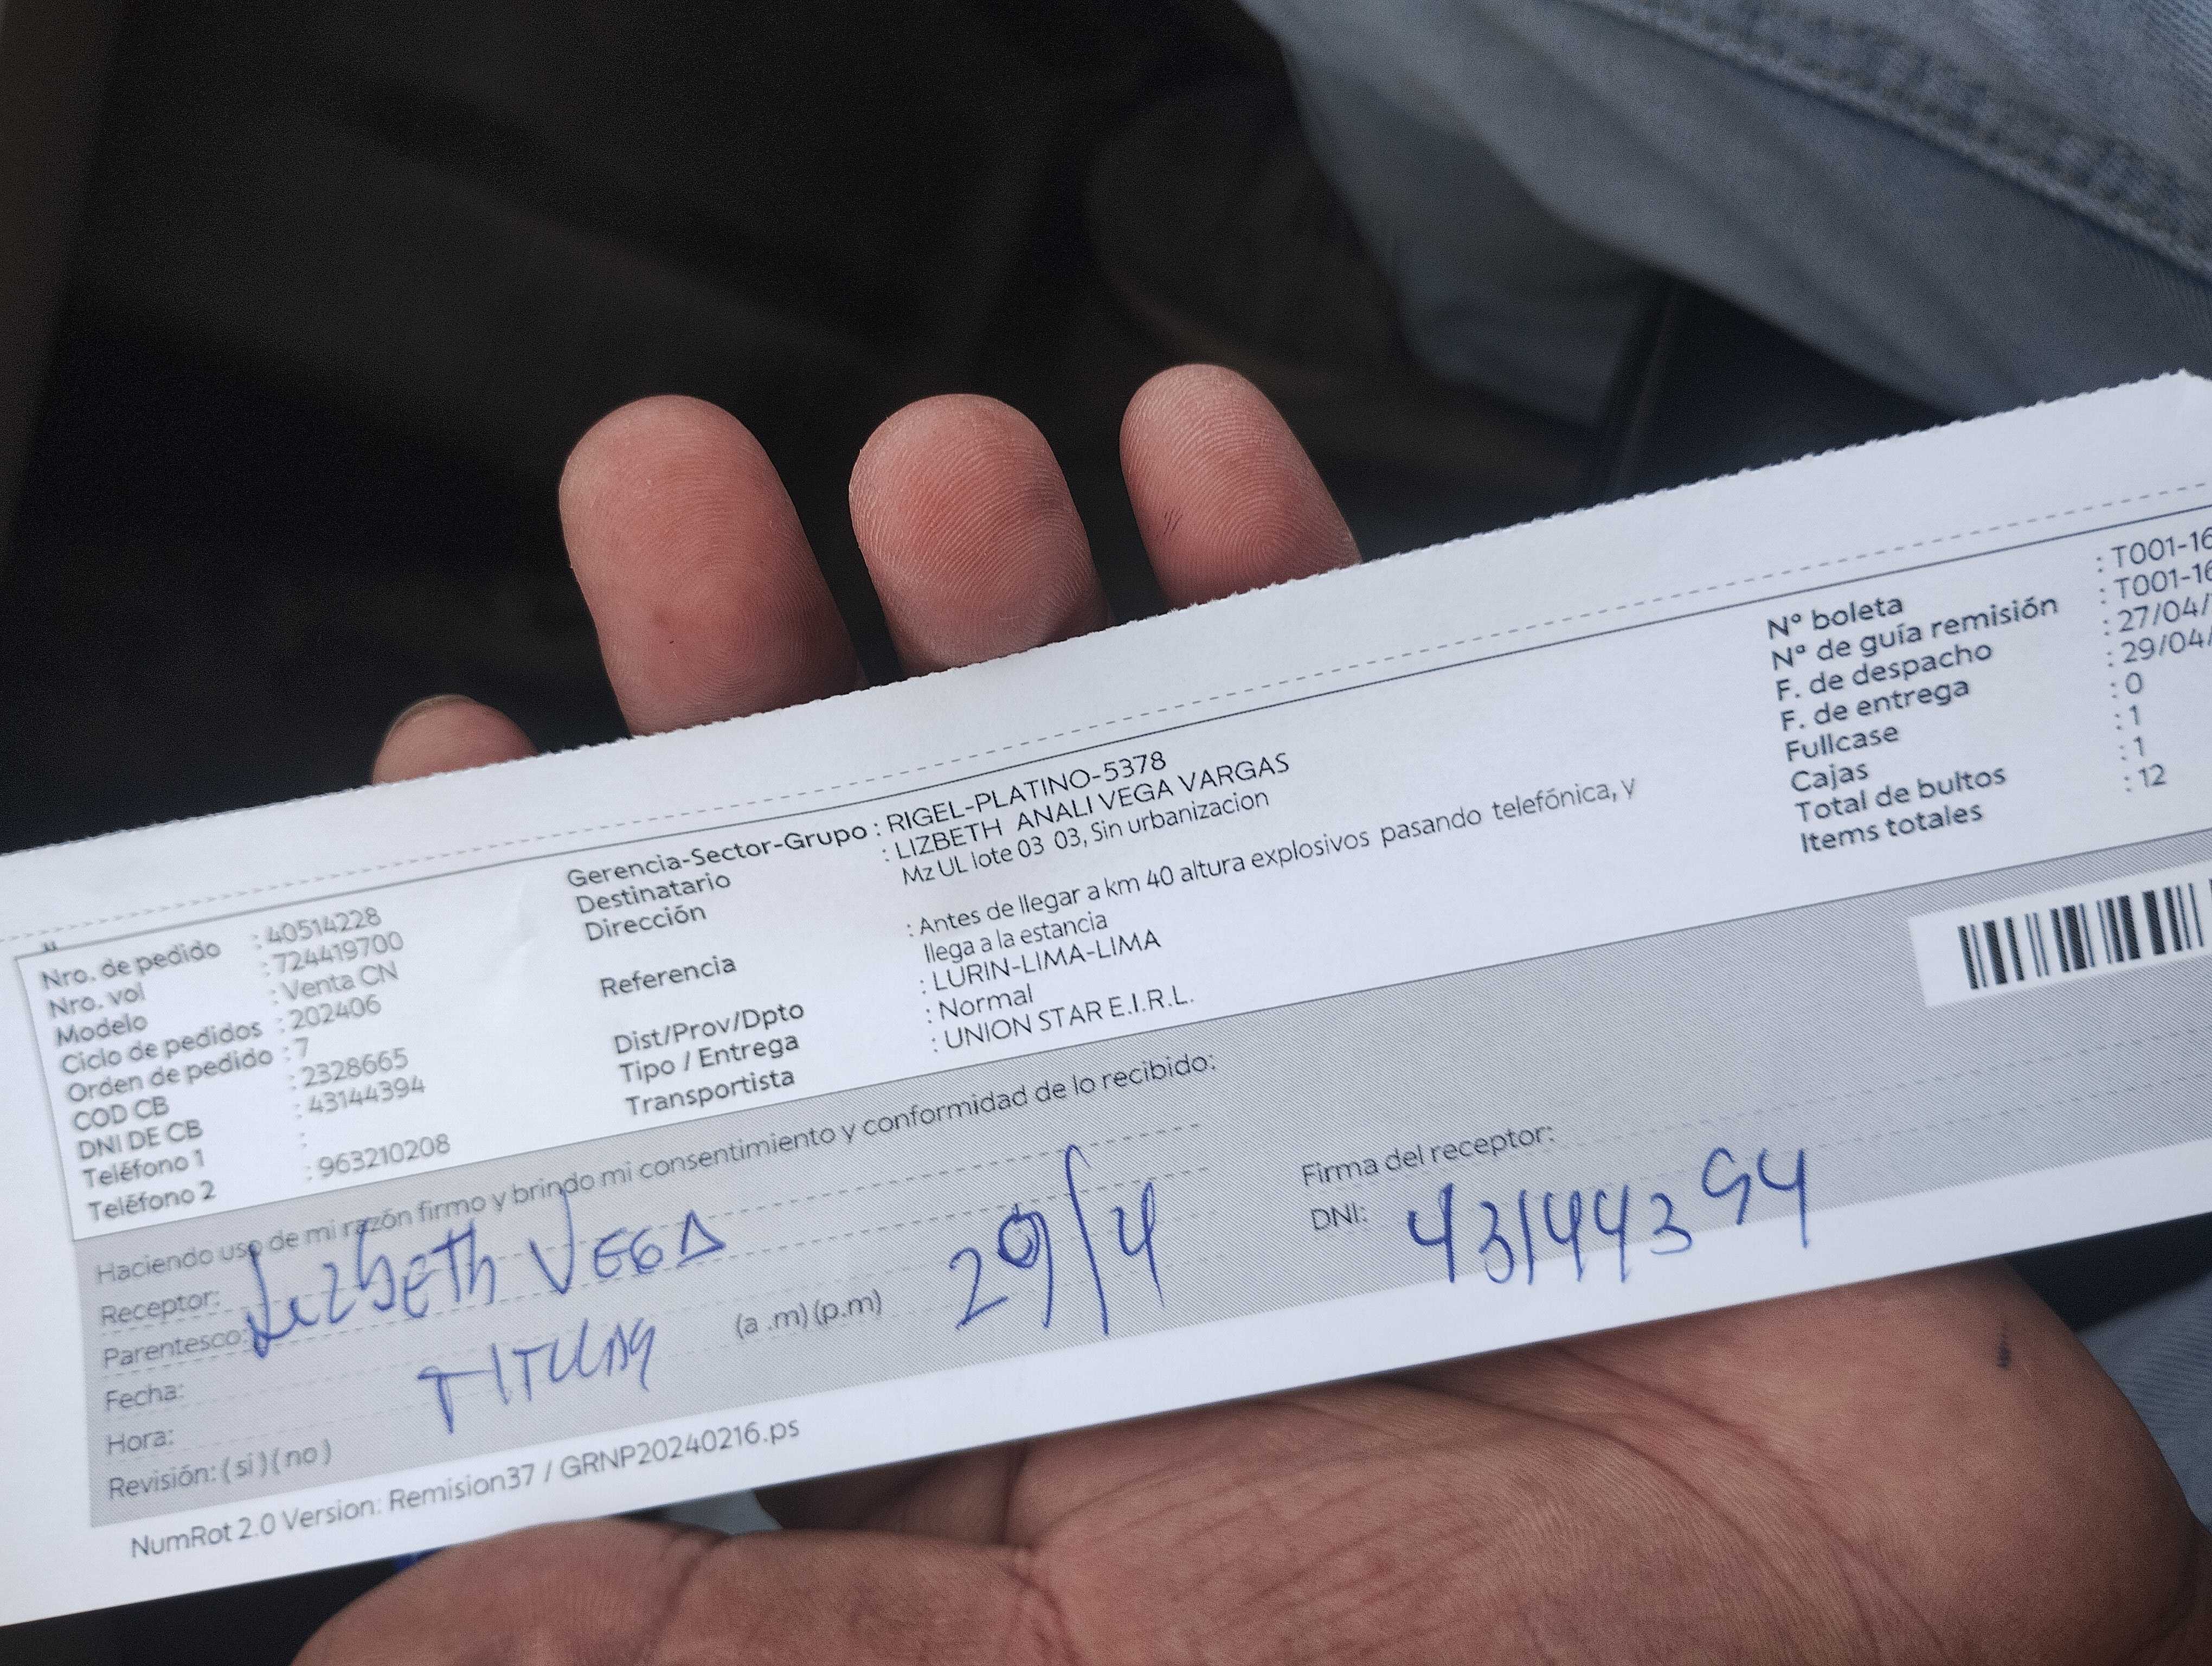 Nro. de pedido : 40514228
Nro. vol : 724419700
Modelo : Venta CN
Ciclo de pedidos : 202406
Orden de pedido : 7
COD CB : 2328665
DNI DE CB : 43144394
Teléfono 1 :
Teléfono 2 : 963210208
Gerencia-Sector-Grupo : RIGEL-PLATINO-5378
Destinatario : LIZBETH ANALI VEGA VARGAS
Dirección Mz UL lote 03 03, Sin urbanizacion
Referencia : Antes de llegar a km 40 altura explosivos pasando telefónica, y
llega a la estancia
Dist/Prov/Dpto : LURIN-LIMA-LIMA
Tipo / Entrega : Normal
Transportista : UNION STAR E.I.R.L.
N° boleta : T001-16
N° de guía remisión : T001-16
F. de despacho : 27/04/
F. de entrega : 29/04/
Fullcase : 0
Cajas : 1
Total de bultos : 1
Items totales : 12
Haciendo uso de mi razón firmo y brindo mi consentimiento y conformidad de lo recibido:
Receptor: Lizbeth VEGA
Parentesco: TITULAR
Fecha: 29/4
Hora: (a .m) (p.m)
Revisión: ( si ) ( no )
Firma del receptor:
DNI: 43144394
NumRot 2.0 Version: Remision37 / GRNP20240216.ps